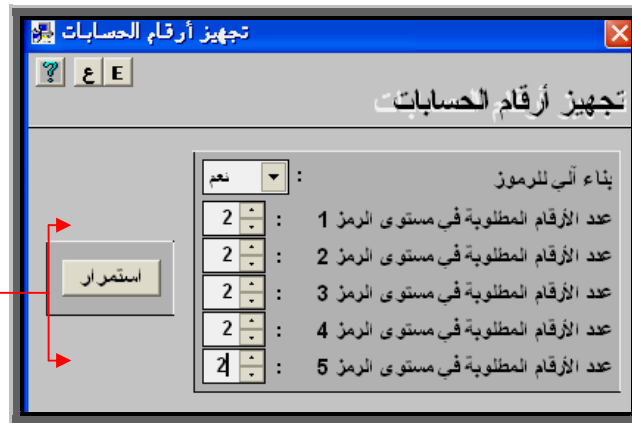 تجهيز أرقام الحسابات
? ع E
تجهيز أرقام الحسابات
بناء آلي للرموز : نعم
عدد الأرقام المطلوبة في مستوى الرمز 1 : 2
عدد الأرقام المطلوبة في مستوى الرمز 2 : 2
عدد الأرقام المطلوبة في مستوى الرمز 3 : 2
عدد الأرقام المطلوبة في مستوى الرمز 4 : 2
عدد الأرقام المطلوبة في مستوى الرمز 5 : 2
استمرار